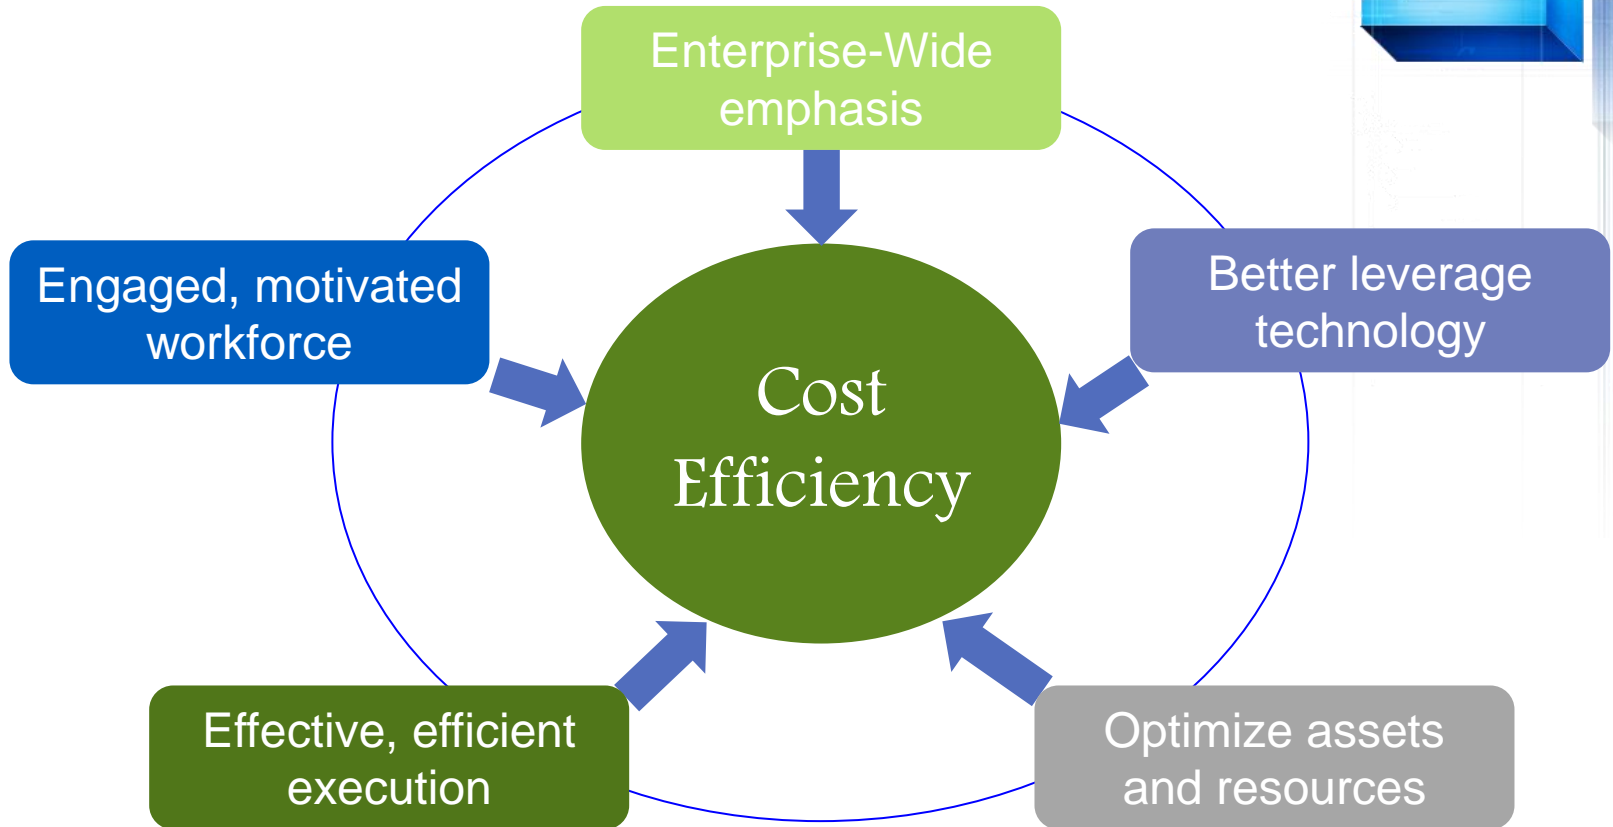 Enterprise-Wide
emphasis
Engaged, motivated
workforce
Better leverage
technology
Cost
Efficiency
Effective, efficient
execution
Optimize assets
and resources